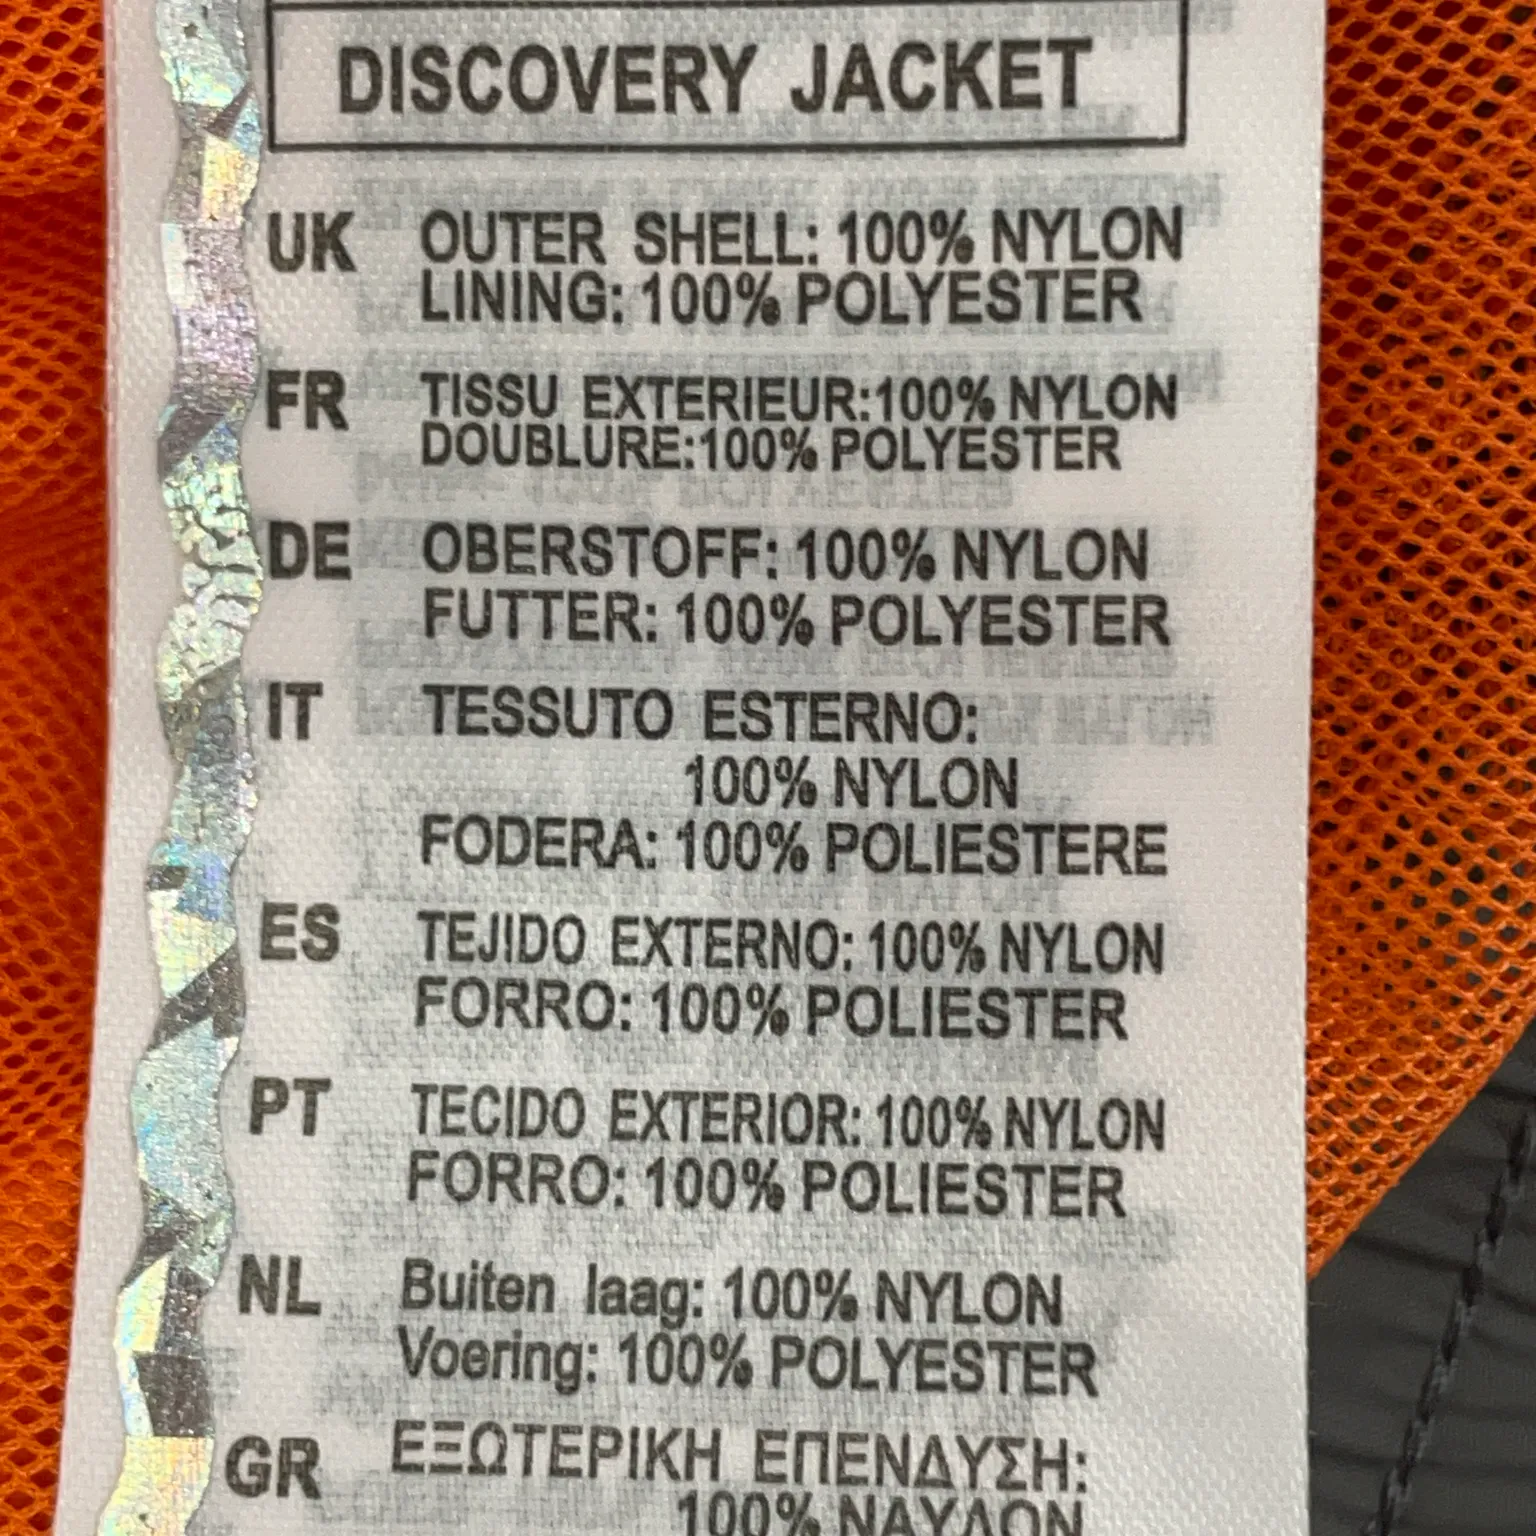 DISCOVERY JACKET
UK OUTER SHELL: 100% NYLON
LINING: 100% POLYESTER
FR TISSU EXTERIEUR:100% NYLON
DOUBLURE:100% POLYESTER
DE OBERSTOFF: 100% NYLON
FUTTER: 100% POLYESTER
IT TESSUTO ESTERNO:
100% NYLON
FODERA: 100% POLIESTERE
ES TEJIDO EXTERNO: 100% NYLON
FORRO: 100% POLIESTER
PT TECIDO EXTERIOR: 100% NYLON
FORRO: 100% POLIESTER
NL Buiten laag: 100% NYLON
Voering: 100% POLYESTER
GR ΕΞΩΤΕΡΙΚΗ ΕΠΕΝΔΥΣΗ:
100% ΝΑΥΛΟΝ